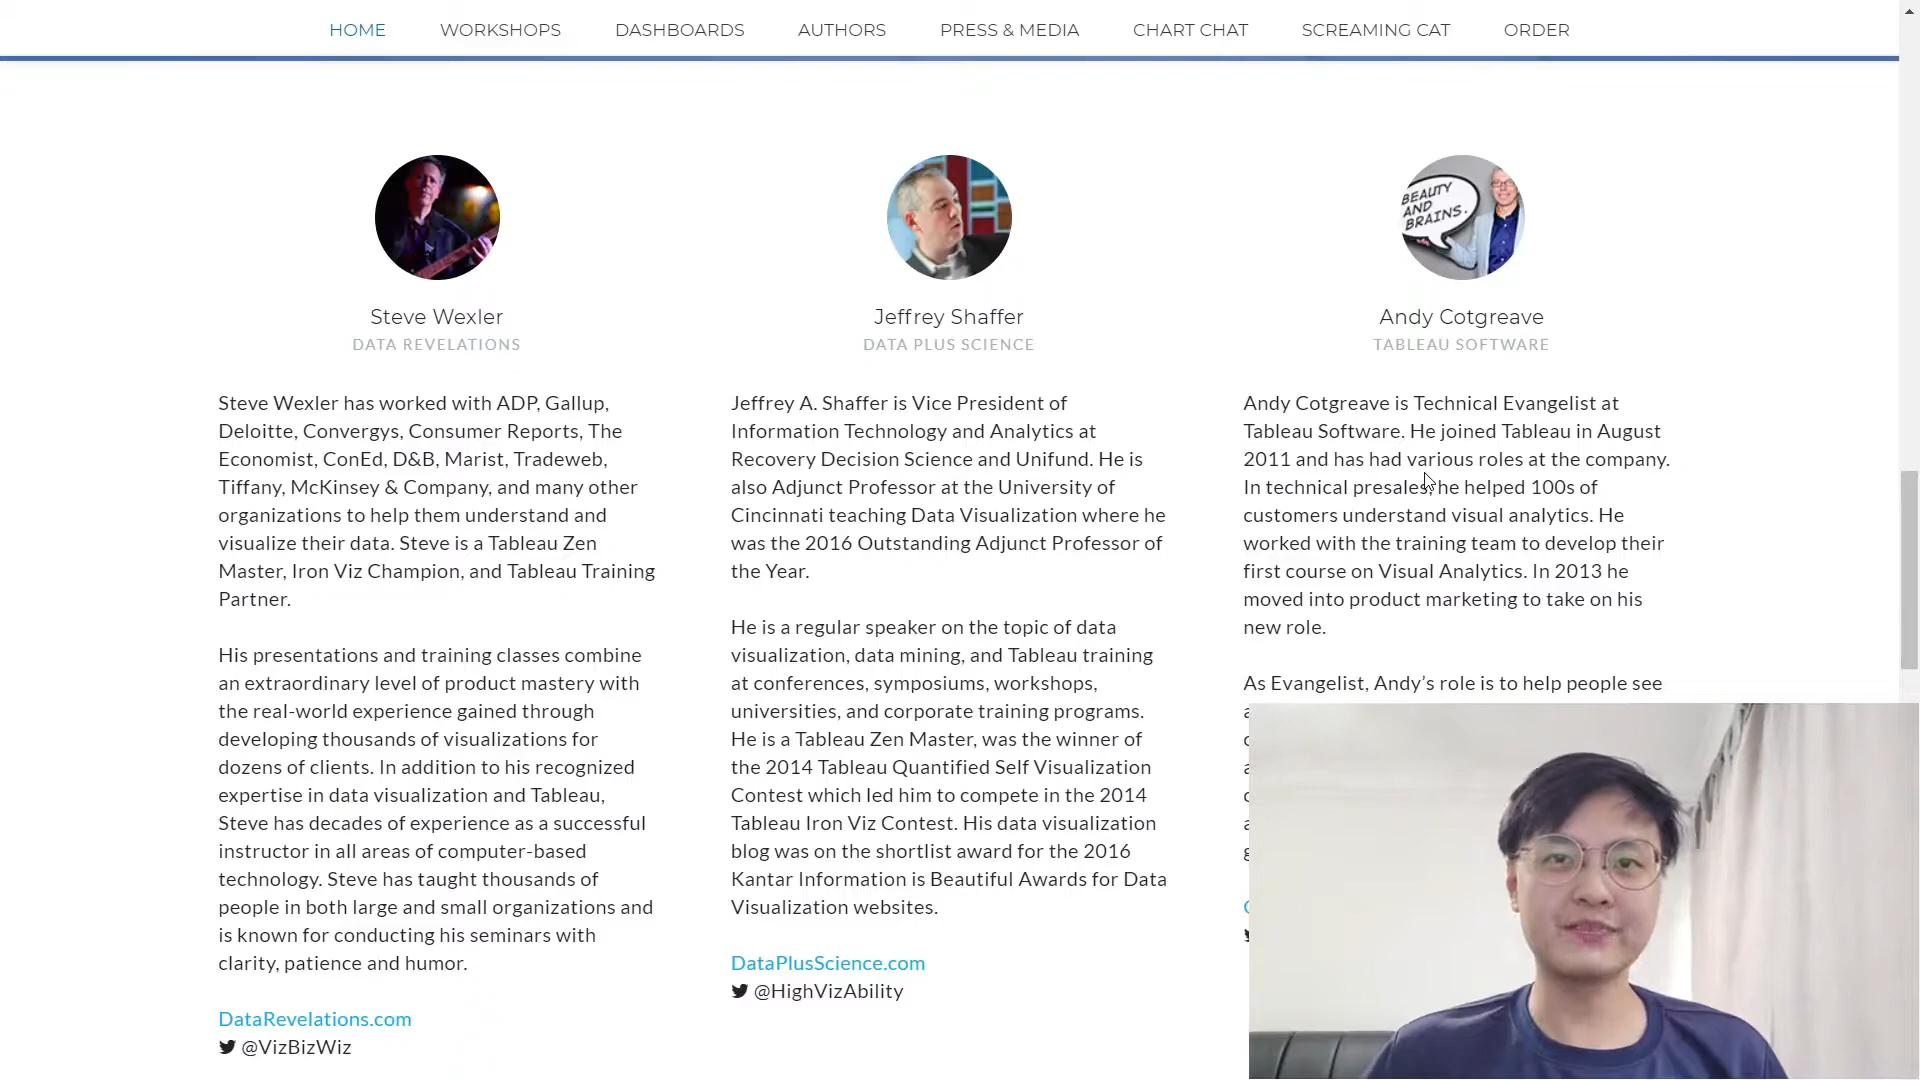 HOME WORKSHOPS DASHBOARDS AUTHORS PRESS & MEDIA CHART CHAT SCREAMING CAT ORDER
Steve Wexler
DATA REVELATIONS
Steve Wexler has worked with ADP, Gallup,
Deloitte, Convergys, Consumer Reports, The
Economist, ConEd, D&B, Marist, Tradeweb,
Tiffany, McKinsey & Company, and many other
organizations to help them understand and
visualize their data. Steve is a Tableau Zen
Master, Iron Viz Champion, and Tableau Training
Partner.
His presentations and training classes combine
an extraordinary level of product mastery with
the real-world experience gained through
developing thousands of visualizations for
dozens of clients. In addition to his recognized
expertise in data visualization and Tableau,
Steve has decades of experience as a successful
instructor in all areas of computer-based
technology. Steve has taught thousands of
people in both large and small organizations and
is known for conducting his seminars with
clarity, patience and humor.
DataRevelations.com
@VizBizWiz
Jeffrey Shaffer
DATA PLUS SCIENCE
Jeffrey A. Shaffer is Vice President of
Information Technology and Analytics at
Recovery Decision Science and Unifund. He is
also Adjunct Professor at the University of
Cincinnati teaching Data Visualization where he
was the 2016 Outstanding Adjunct Professor of
the Year.
He is a regular speaker on the topic of data
visualization, data mining, and Tableau training
at conferences, symposiums, workshops,
universities, and corporate training programs.
He is a Tableau Zen Master, was the winner of
the 2014 Tableau Quantified Self Visualization
Contest which led him to compete in the 2014
Tableau Iron Viz Contest. His data visualization
blog was on the shortlist award for the 2016
Kantar Information is Beautiful Awards for Data
Visualization websites.
DataPlusScience.com
@HighVizAbility
BEAUTY
AND
BRAINS.
Andy Cotgreave
TABLEAU SOFTWARE
Andy Cotgreave is Technical Evangelist at
Tableau Software. He joined Tableau in August
2011 and has had various roles at the company.
In technical presales, he helped 100s of
customers understand visual analytics. He
worked with the training team to develop their
first course on Visual Analytics. In 2013 he
moved into product marketing to take on his
new role.
As Evangelist, Andy’s role is to help people see